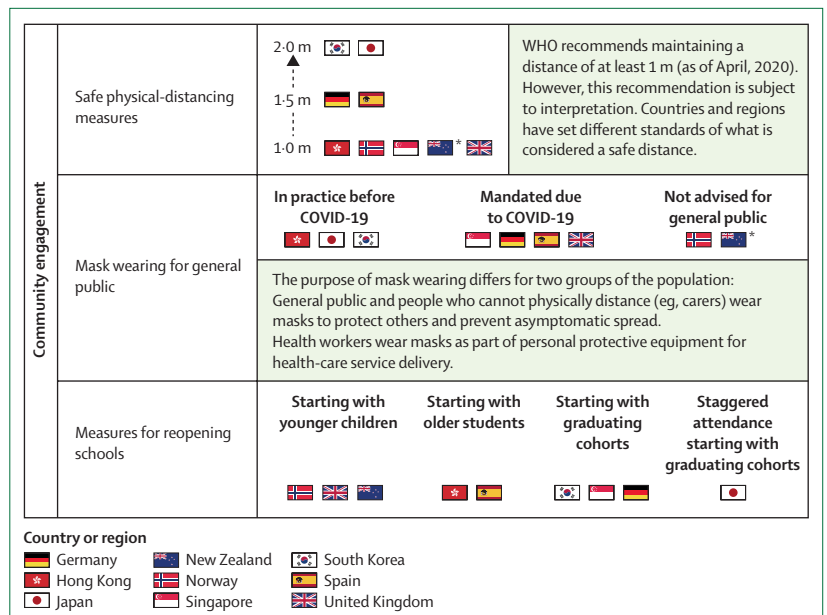 Community engagement
Safe physical-distancing
measures
2·0 m
1·5 m
1·0 m
*
WHO recommends maintaining a
distance of at least 1 m (as of April, 2020).
However, this recommendation is subject
to interpretation. Countries and regions
have set different standards of what is
considered a safe distance.
Mask wearing for general
public
In practice before
COVID-19
Mandated due
to COVID-19
Not advised for
general public
*
The purpose of mask wearing differs for two groups of the population:
General public and people who cannot physically distance (eg, carers) wear
masks to protect others and prevent asymptomatic spread.
Health workers wear masks as part of personal protective equipment for
health-care service delivery.
Measures for reopening
schools
Starting with
younger children
Starting with
older students
Starting with
graduating
cohorts
Staggered
attendance
starting with
graduating cohorts
Country or region
Germany
Hong Kong
Japan
New Zealand
Norway
Singapore
South Korea
Spain
United Kingdom